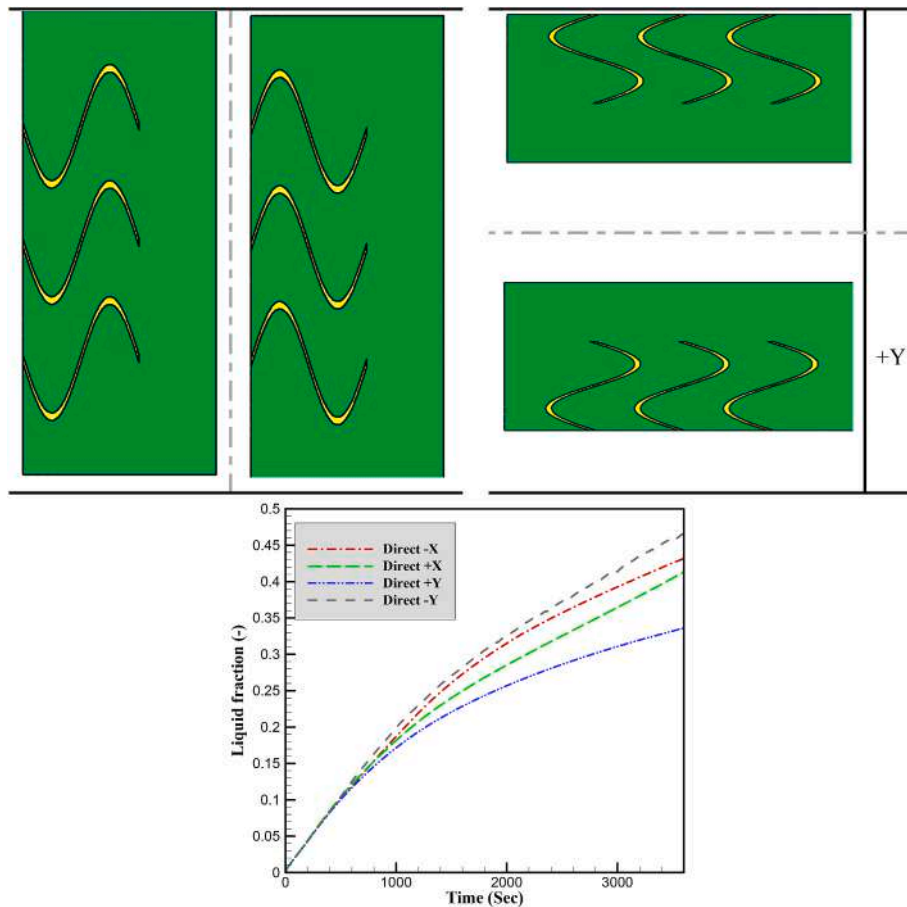 +Y
0.5
0.45
0.4
0.35
0.3
0.25
0.2
0.15
0.1
0.05
0
Liquid fraction (-)
Direct -X
Direct +X
Direct +Y
Direct -Y
0 1000 2000 3000
Time (Sec)